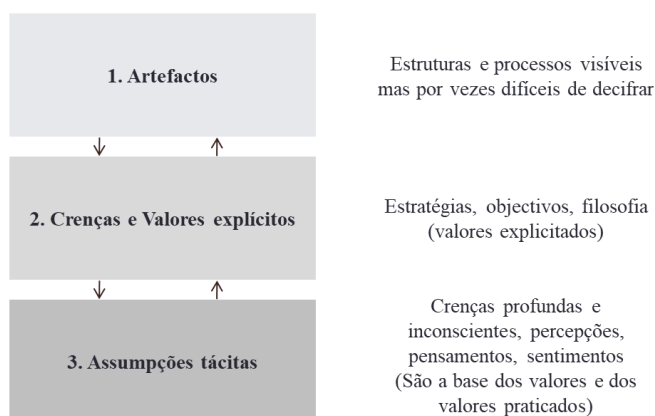 1. Artefactos
Estruturas e processos visíveis
mas por vezes difíceis de decifrar
2. Crenças e Valores explícitos
Estratégias, objectivos, filosofia
(valores explicitados)
3. Assumpções tácitas
Crenças profundas e
inconscientes, percepções,
pensamentos, sentimentos
(São a base dos valores e dos
valores praticados)